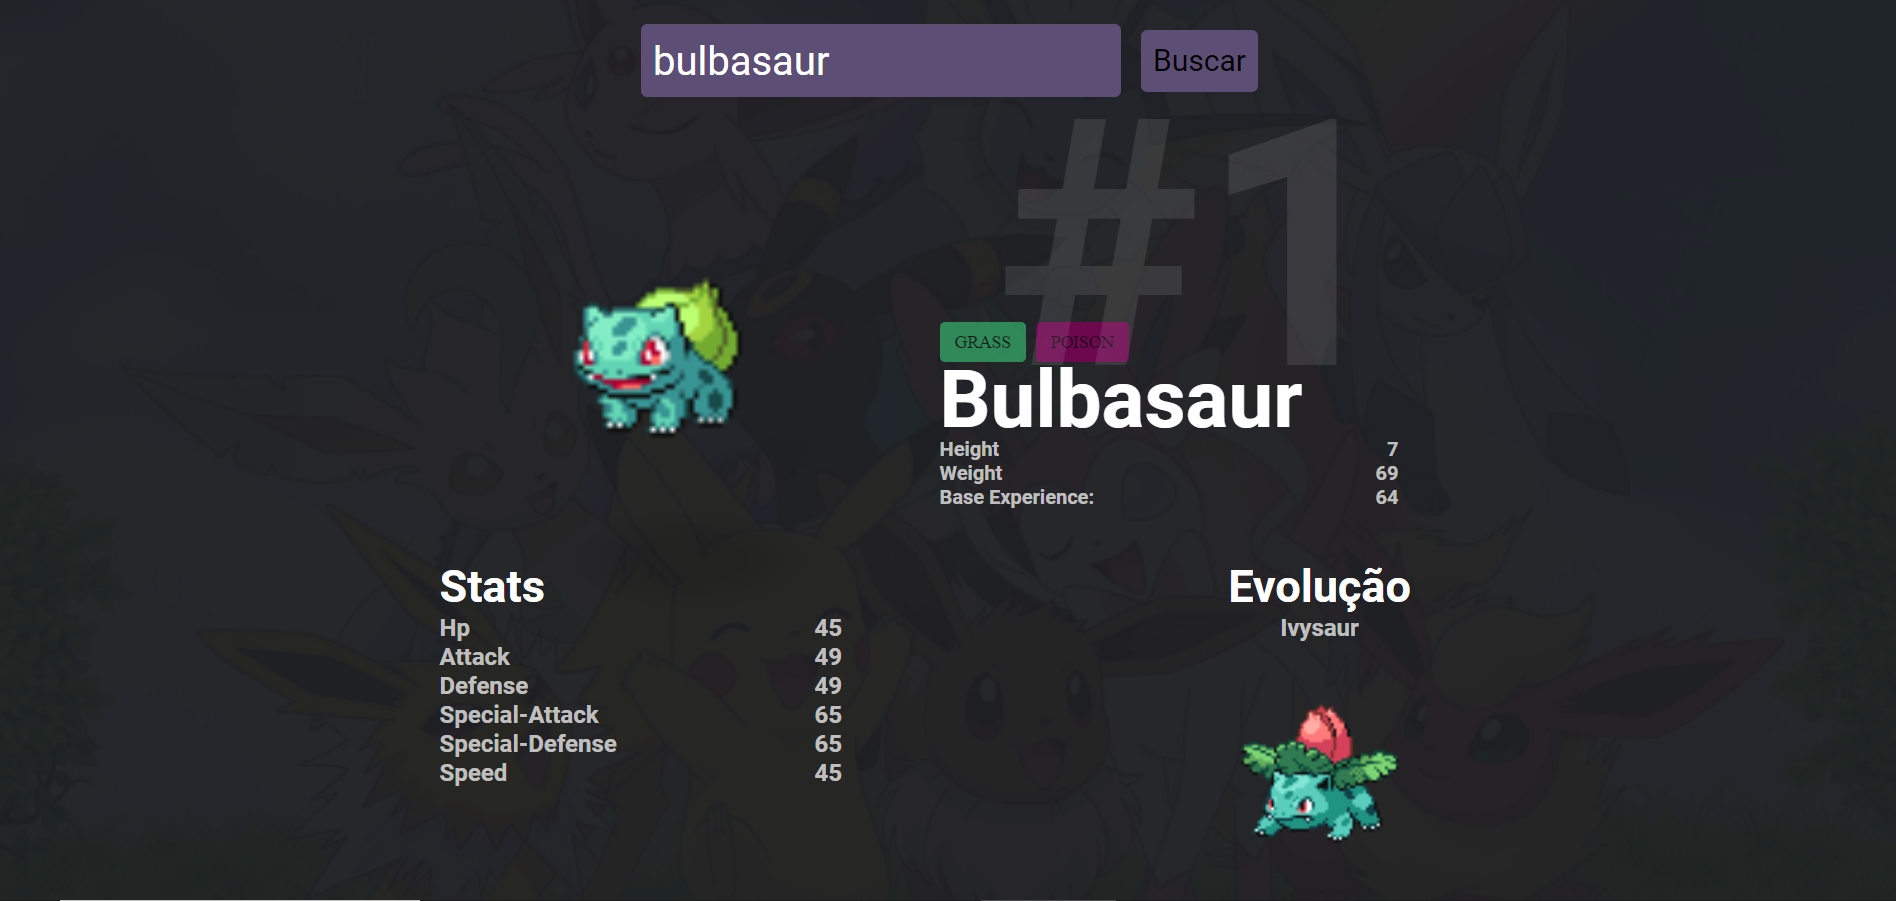 bulbasaur
Buscar
#1
GRASS POISON
Bulbasaur
Height 7
Weight 69
Base Experience: 64
Stats
Hp 45
Attack 49
Defense 49
Special-Attack 65
Special-Defense 65
Speed 45
Evolução
Ivysaur